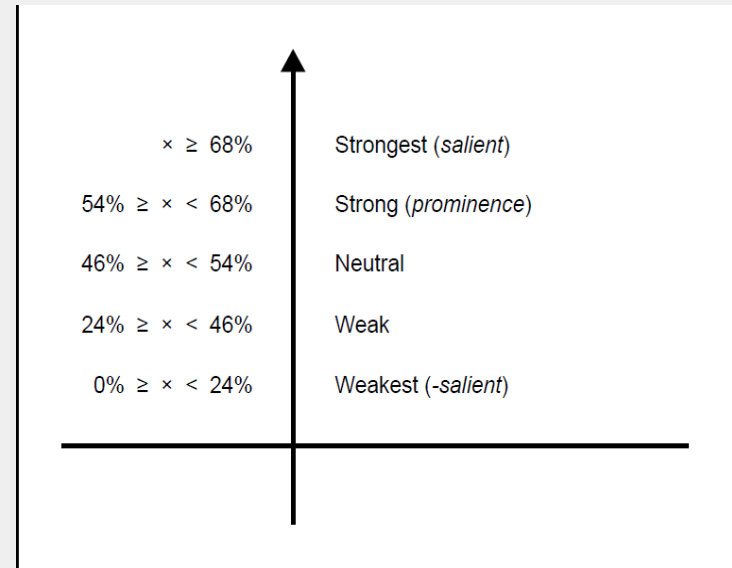 × ≥ 68% Strongest (salient)
54% ≥ × < 68% Strong (prominence)
46% ≥ × < 54% Neutral
24% ≥ × < 46% Weak
0% ≥ × < 24% Weakest (-salient)